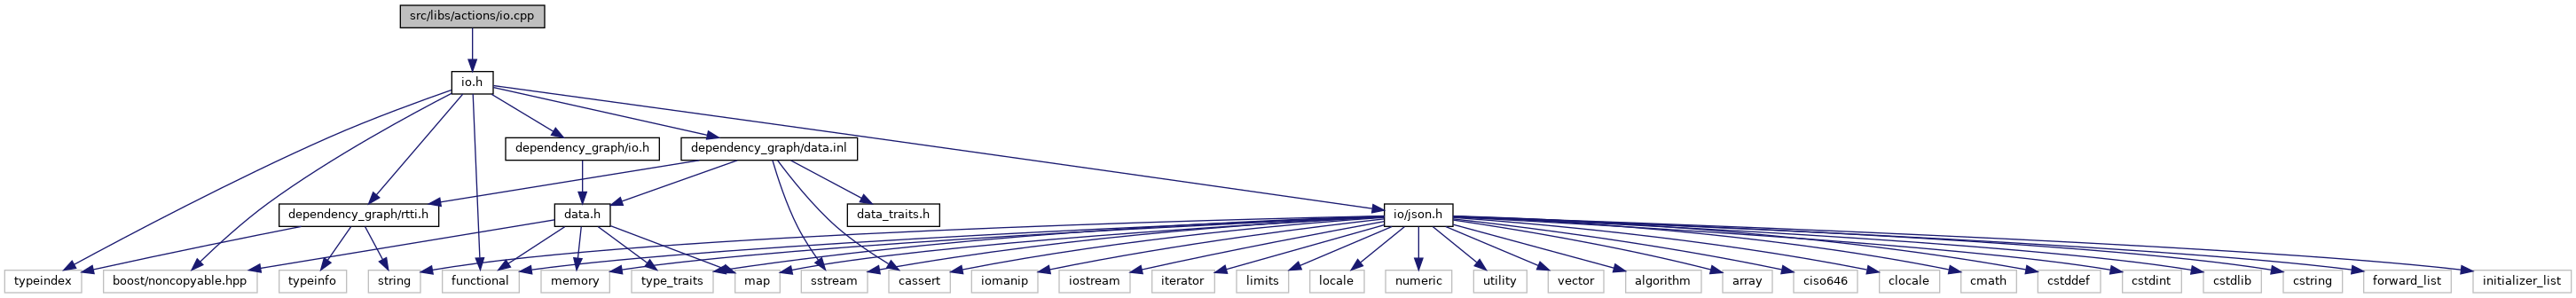 src/libs/actions/io.cpp
io.h
dependency_graph/io.h
dependency_graph/data.inl
dependency_graph/rtti.h
data.h
data_traits.h
io/json.h
typeindex
boost/noncopyable.hpp
typeinfo
string
functional
memory
type_traits
map
sstream
cassert
iomanip
iostream
iterator
limits
locale
numeric
utility
vector
algorithm
array
ciso646
clocale
cmath
cstddef
cstdint
cstdlib
cstring
forward_list
initializer_list